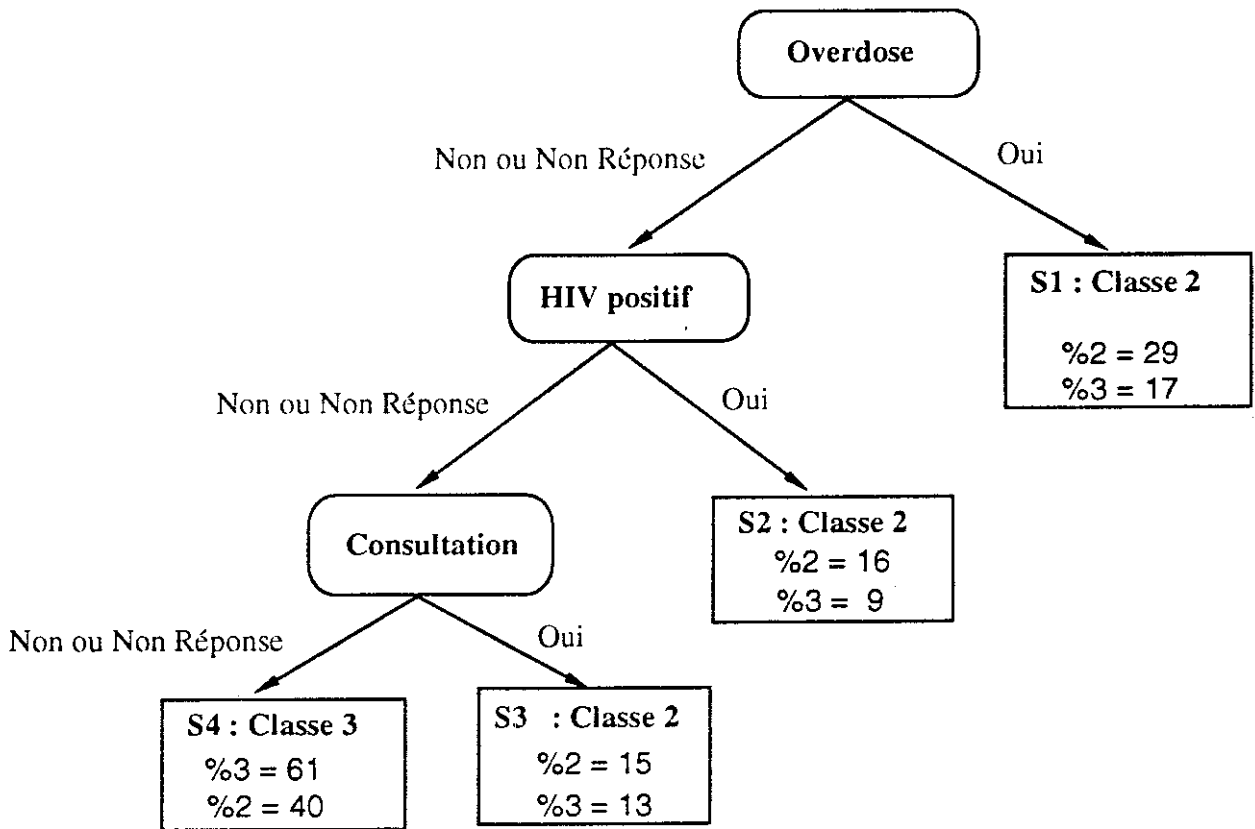 Overdose
Non ou Non Réponse
Oui
HIV positif
S1 : Classe 2
%2 = 29
%3 = 17
Non ou Non Réponse
Oui
Consultation
S2 : Classe 2
%2 = 16
%3 = 9
Non ou Non Réponse
Oui
S4 : Classe 3
%3 = 61
%2 = 40
S3 : Classe 2
%2 = 15
%3 = 13